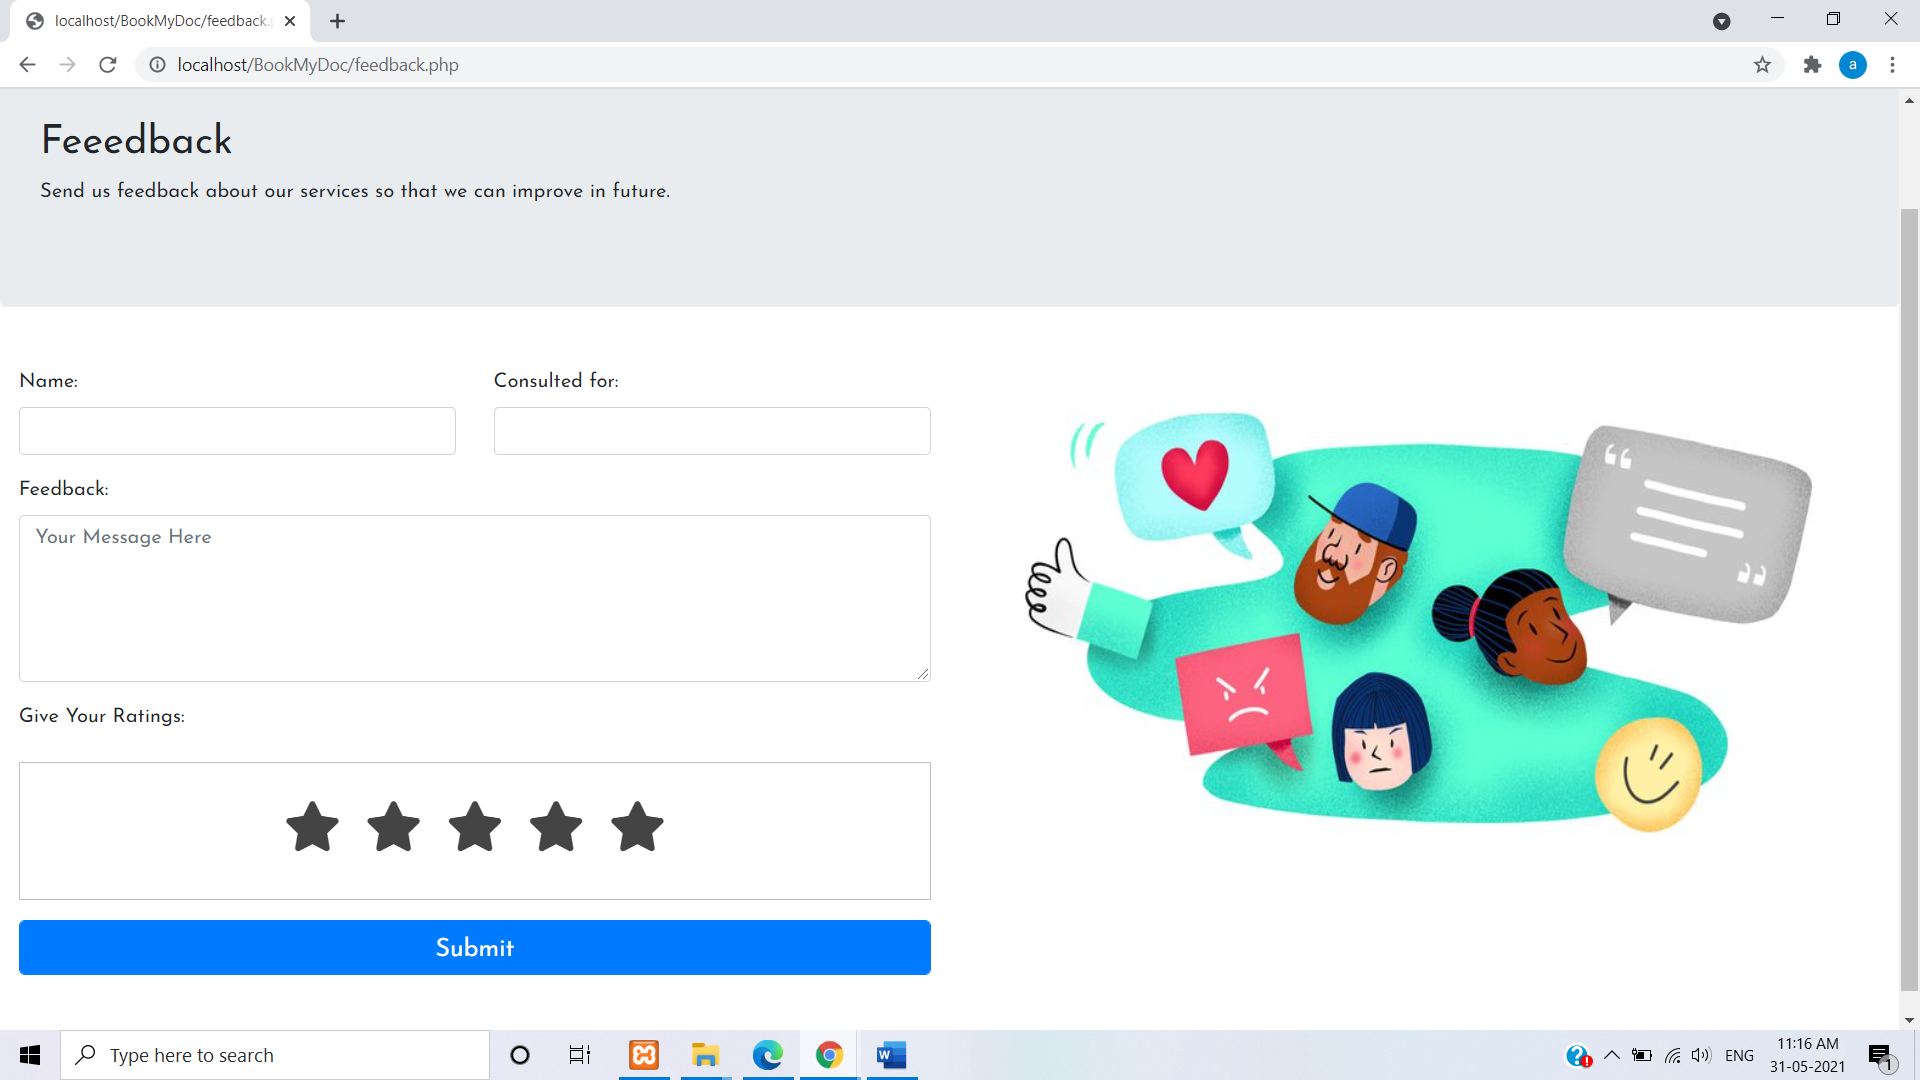 localhost/BookMyDoc/feedback.
localhost/BookMyDoc/feedback.php
a
Feeedback
Send us feedback about our services so that we can improve in future.
Name:
Consulted for:
Feedback:
Your Message Here
Give Your Ratings:
Submit
Type here to search
W
ENG
11:16 AM
31-05-2021
1